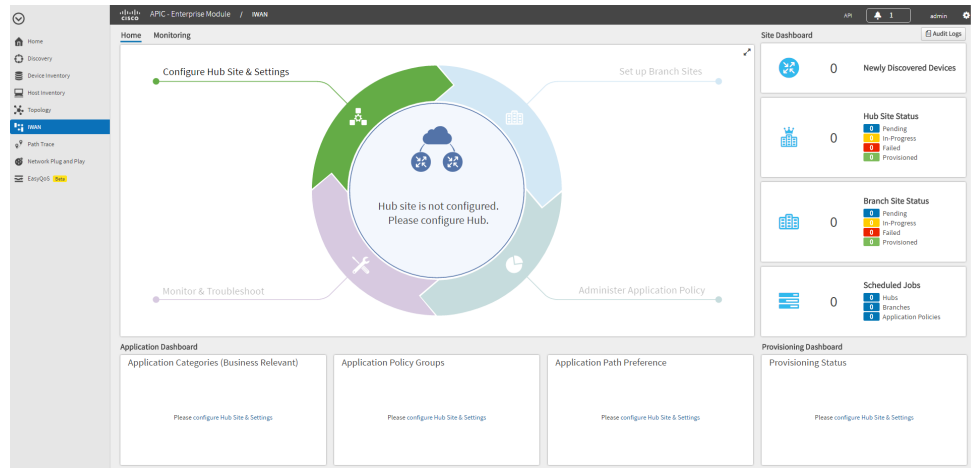 CISCO
APIC - Enterprise Module / IWAN
API
1
admin
Home
Discovery
Device Inventory
Host Inventory
Topology
IWAN
Path Trace
Network Plug and Play
EasyQoS Beta
Home Monitoring
Configure Hub Site & Settings
Set up Branch Sites
Hub site is not configured.
Please configure Hub.
Monitor & Troubleshoot
Administer Application Policy
Site Dashboard
Audit Logs
0 Newly Discovered Devices
0
Hub Site Status
0 Pending
0 In-Progress
0 Failed
0 Provisioned
0
Branch Site Status
0 Pending
0 In-Progress
0 Failed
0 Provisioned
0
Scheduled Jobs
0 Hubs
0 Branches
0 Application Policies
Application Dashboard
Application Categories (Business Relevant)
Please configure Hub Site & Settings
Application Policy Groups
Please configure Hub Site & Settings
Application Path Preference
Please configure Hub Site & Settings
Provisioning Dashboard
Provisioning Status
Please configure Hub Site & Settings